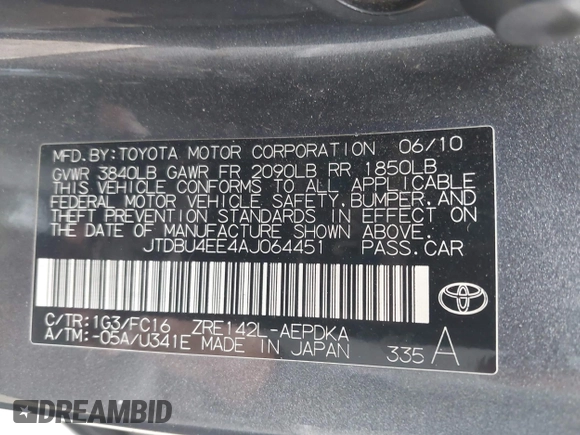 MFD.BY:TOYOTA MOTOR CORPORATION 06/10
GVWR 3840LB GAWR FR 2090LB RR 1850LB
THIS VEHICLE CONFORMS TO ALL APPLICABLE
FEDERAL MOTOR VEHICLE SAFETY, BUMPER, AND
THEFT PREVENTION STANDARDS IN EFFECT ON
THE DATE OF MANUFACTURE SHOWN ABOVE.
JTDBU4EE4AJ064451 PASS.CAR
C/TR:1G3/FC16 ZRE142L-AEPDKA
A/TM:-05A/U341E MADE IN JAPAN 335 A
DREAMBID